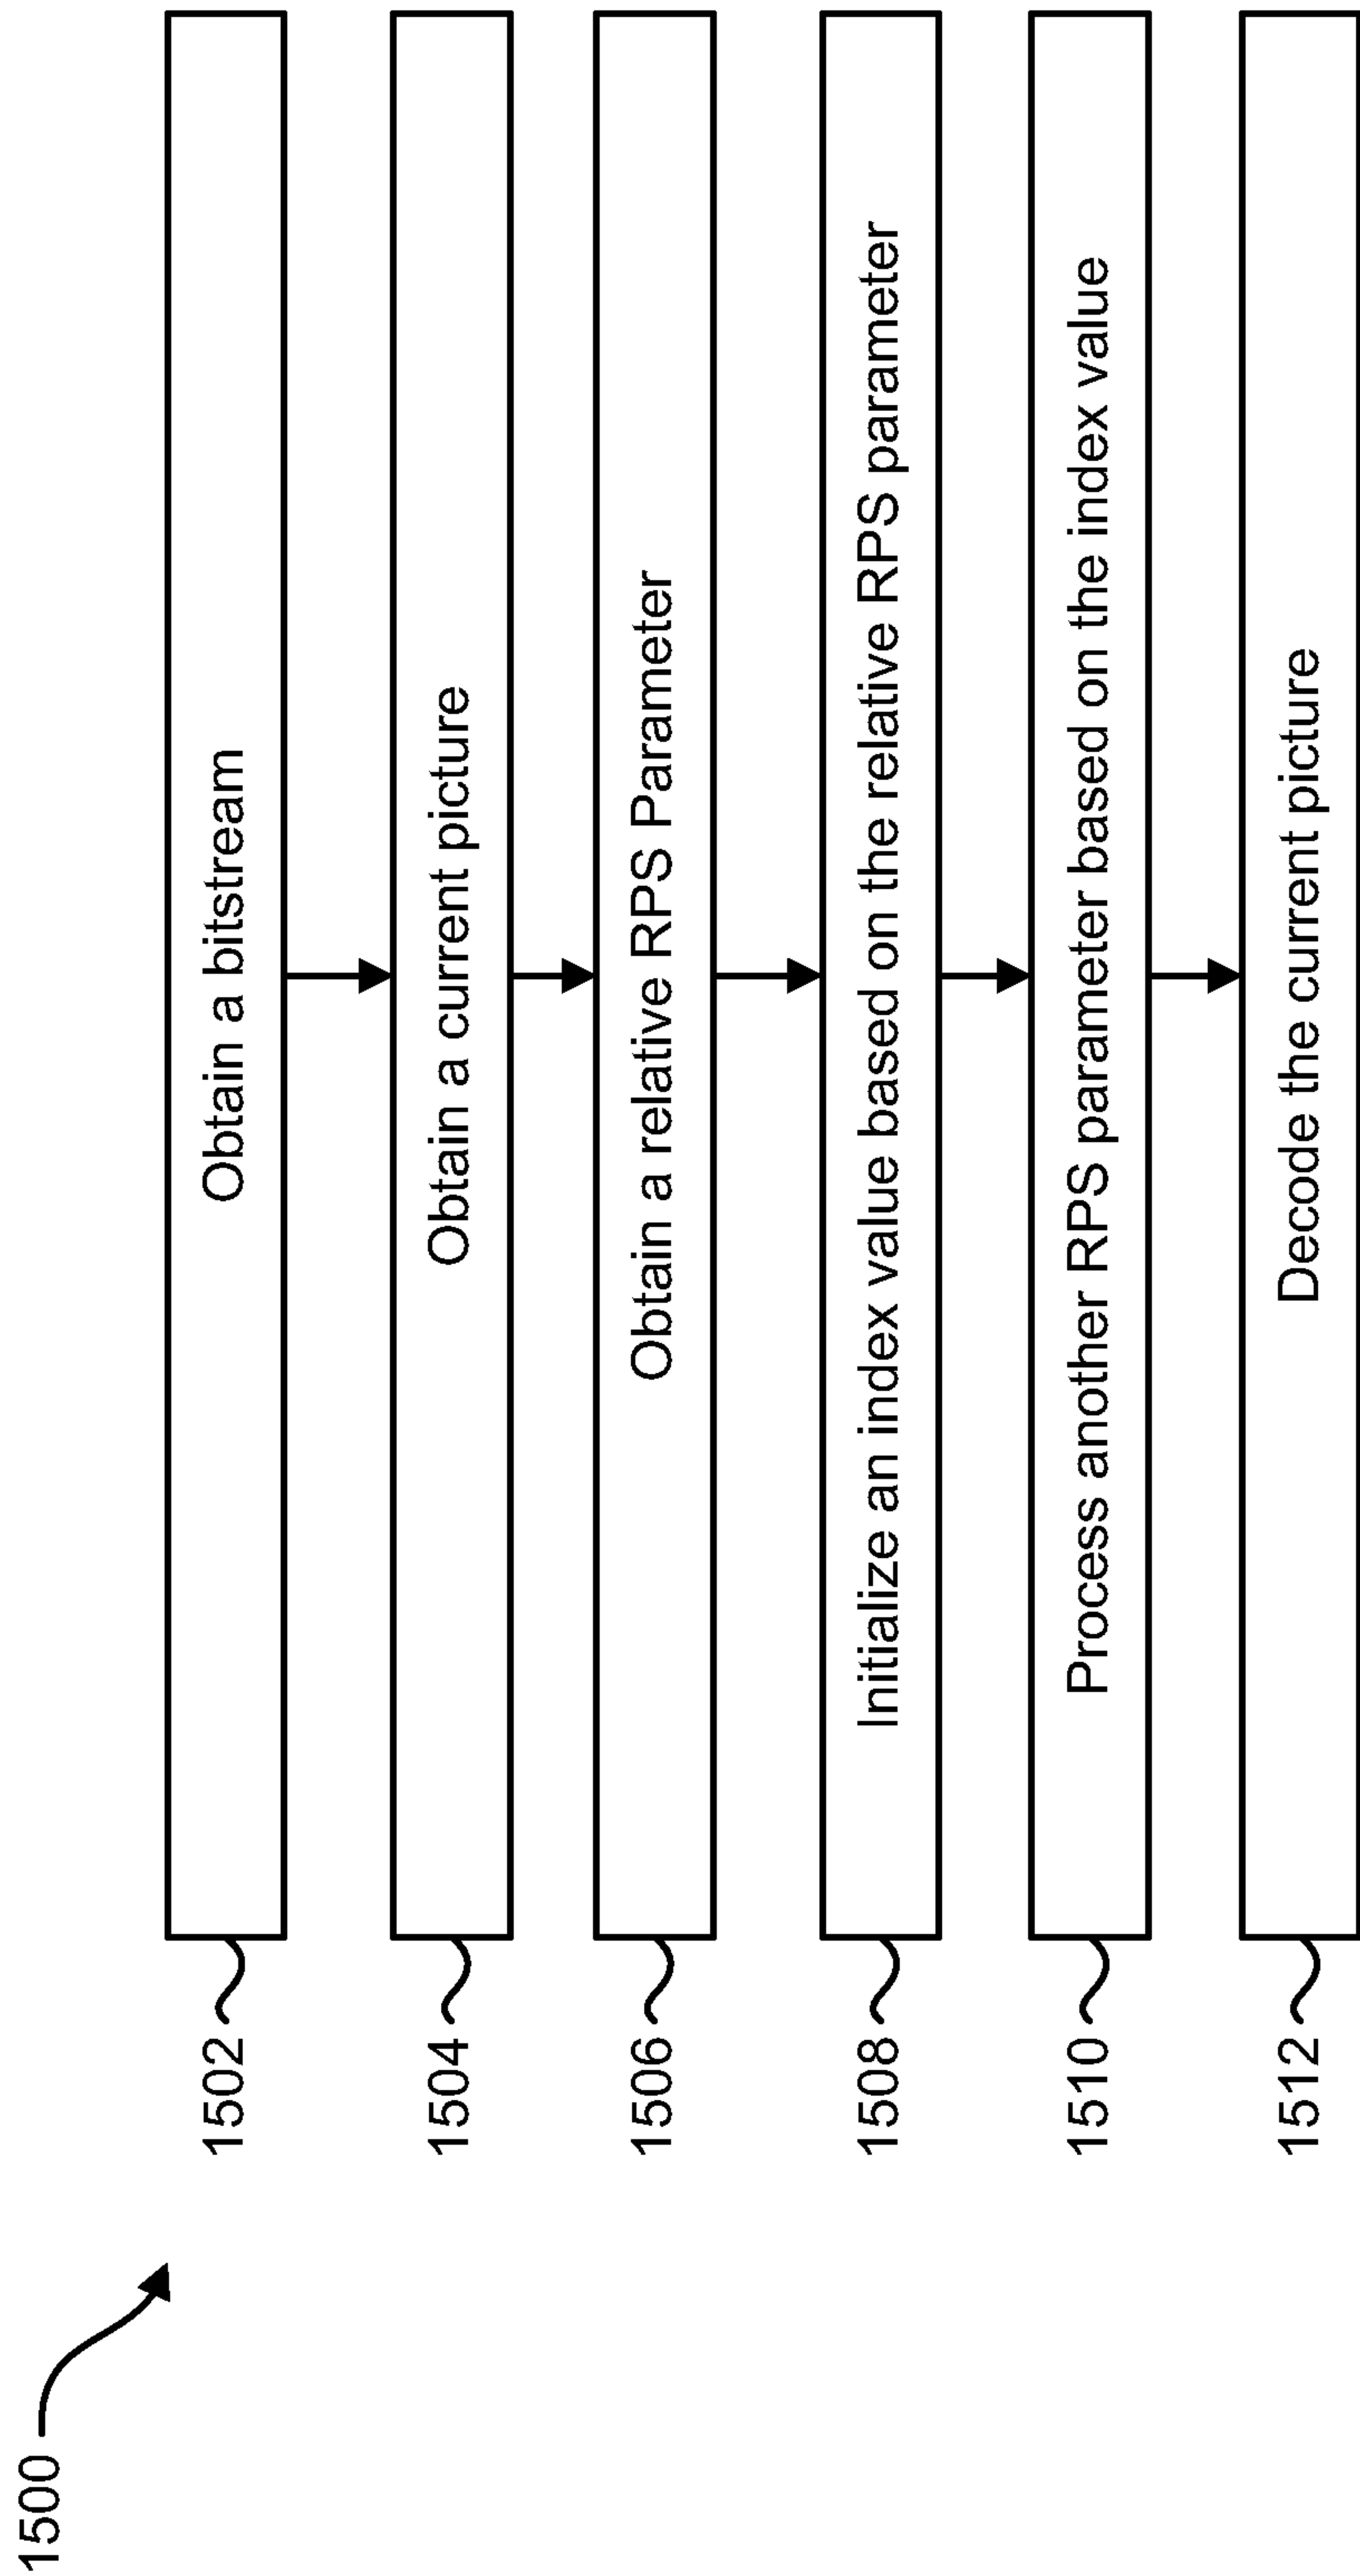 1500
1502
Obtain a bitstream
1504
Obtain a current picture
1506
Obtain a relative RPS Parameter
1508
Initialize an index value based on the relative RPS parameter
1510
Process another RPS parameter based on the index value
1512
Decode the current picture